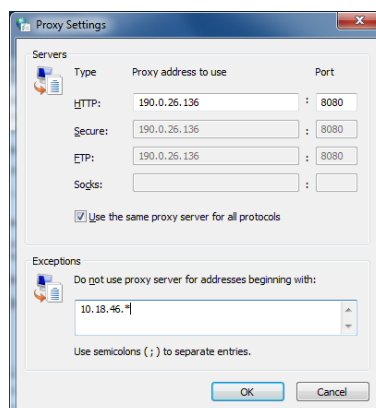 Proxy Settings
Servers
Type Proxy address to use Port
HTTP: 190.0.26.136 : 8080
Secure: 190.0.26.136 : 8080
FTP: 190.0.26.136 : 8080
Socks: :
Use the same proxy server for all protocols
Exceptions
Do not use proxy server for addresses beginning with:
10.18.46.*
Use semicolons ( ; ) to separate entries.
OK Cancel